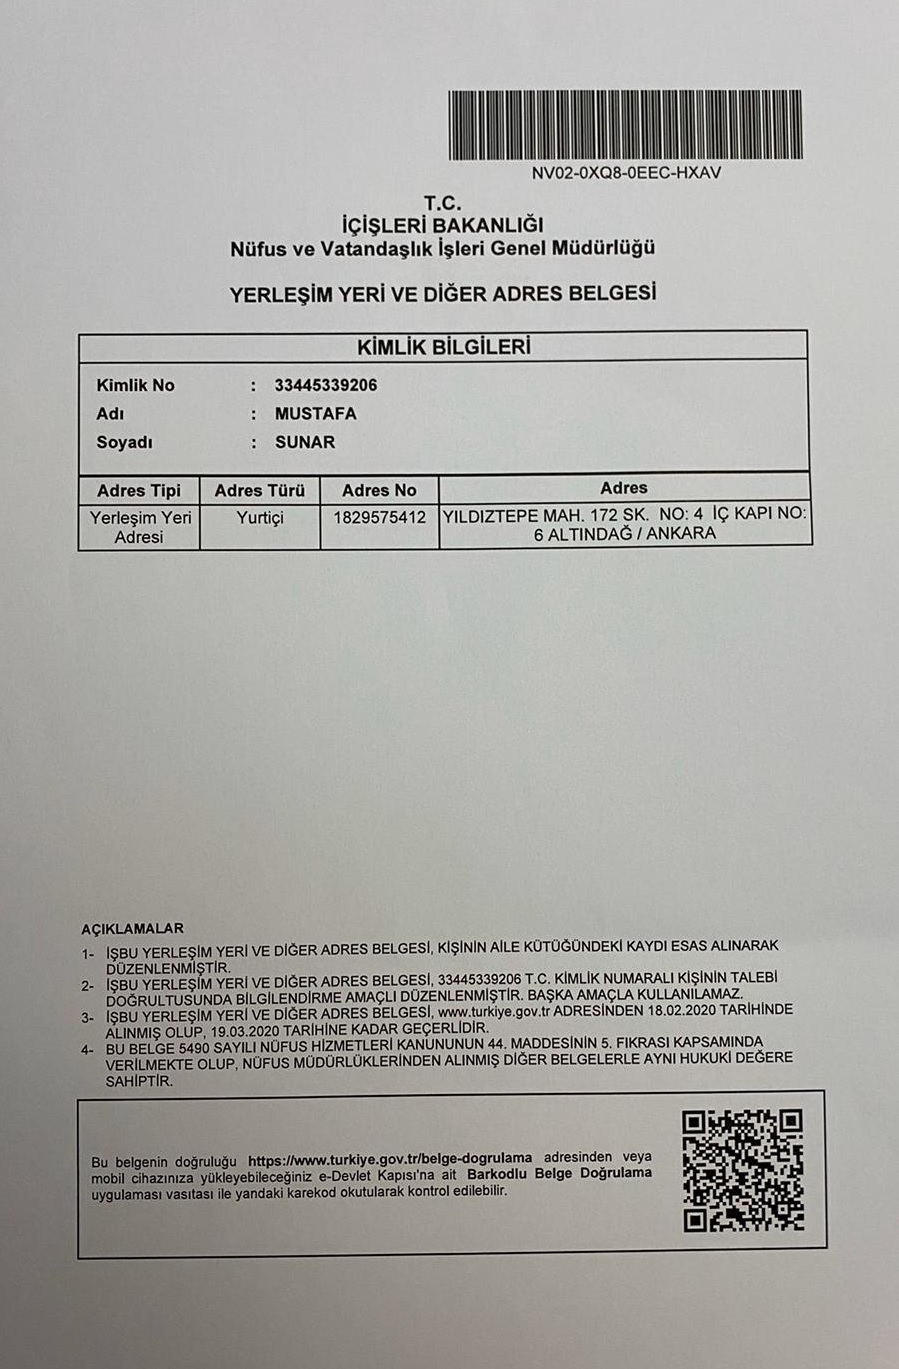 NV02-0XQ8-0EEC-HXAV
T.C.
İÇİŞLERİ BAKANLIĞI
Nüfus ve Vatandaşlık İşleri Genel Müdürlüğü
YERLEŞİM YERİ VE DİĞER ADRES BELGESİ
KİMLİK BİLGİLERİ
Kimlik No : 33445339206
Adı : MUSTAFA
Soyadı : SUNAR
Adres Tipi Adres Türü Adres No Adres
Yerleşim Yeri Yurtiçi 1829575412 YILDIZTEPE MAH. 172 SK. NO: 4 İÇ KAPI NO:
Adresi 6 ALTINDAĞ / ANKARA
AÇIKLAMALAR
1- İŞBU YERLEŞİM YERİ VE DİĞER ADRES BELGESİ, KİŞİNİN AİLE KÜTÜĞÜNDEKİ KAYDI ESAS ALINARAK
DÜZENLENMİŞTİR.
2- İŞBU YERLEŞİM YERİ VE DİĞER ADRES BELGESİ, 33445339206 T.C. KİMLİK NUMARALI KİŞİNİN TALEBİ
DOĞRULTUSUNDA BİLGİLENDİRME AMAÇLI DÜZENLENMİŞTİR. BAŞKA AMAÇLA KULLANILAMAZ.
3- İŞBU YERLEŞİM YERİ VE DİĞER ADRES BELGESİ, www.turkiye.gov.tr ADRESİNDEN 18.02.2020 TARİHİNDE
ALINMIŞ OLUP, 19.03.2020 TARİHİNE KADAR GEÇERLİDİR.
4- BU BELGE 5490 SAYILI NÜFUS HİZMETLERİ KANUNUNUN 44. MADDESİNİN 5. FIKRASI KAPSAMINDA
VERİLMEKTE OLUP, NÜFUS MÜDÜRLÜKLERİNDEN ALINMIŞ DİĞER BELGELERLE AYNI HUKUKİ DEĞERE
SAHİPTİR.
Bu belgenin doğruluğu https://www.turkiye.gov.tr/belge-dogrulama adresinden veya
mobil cihazınıza yükleyebileceğiniz e-Devlet Kapısı'na ait Barkodlu Belge Doğrulama
uygulaması vasıtası ile yandaki karekod okutularak kontrol edilebilir.